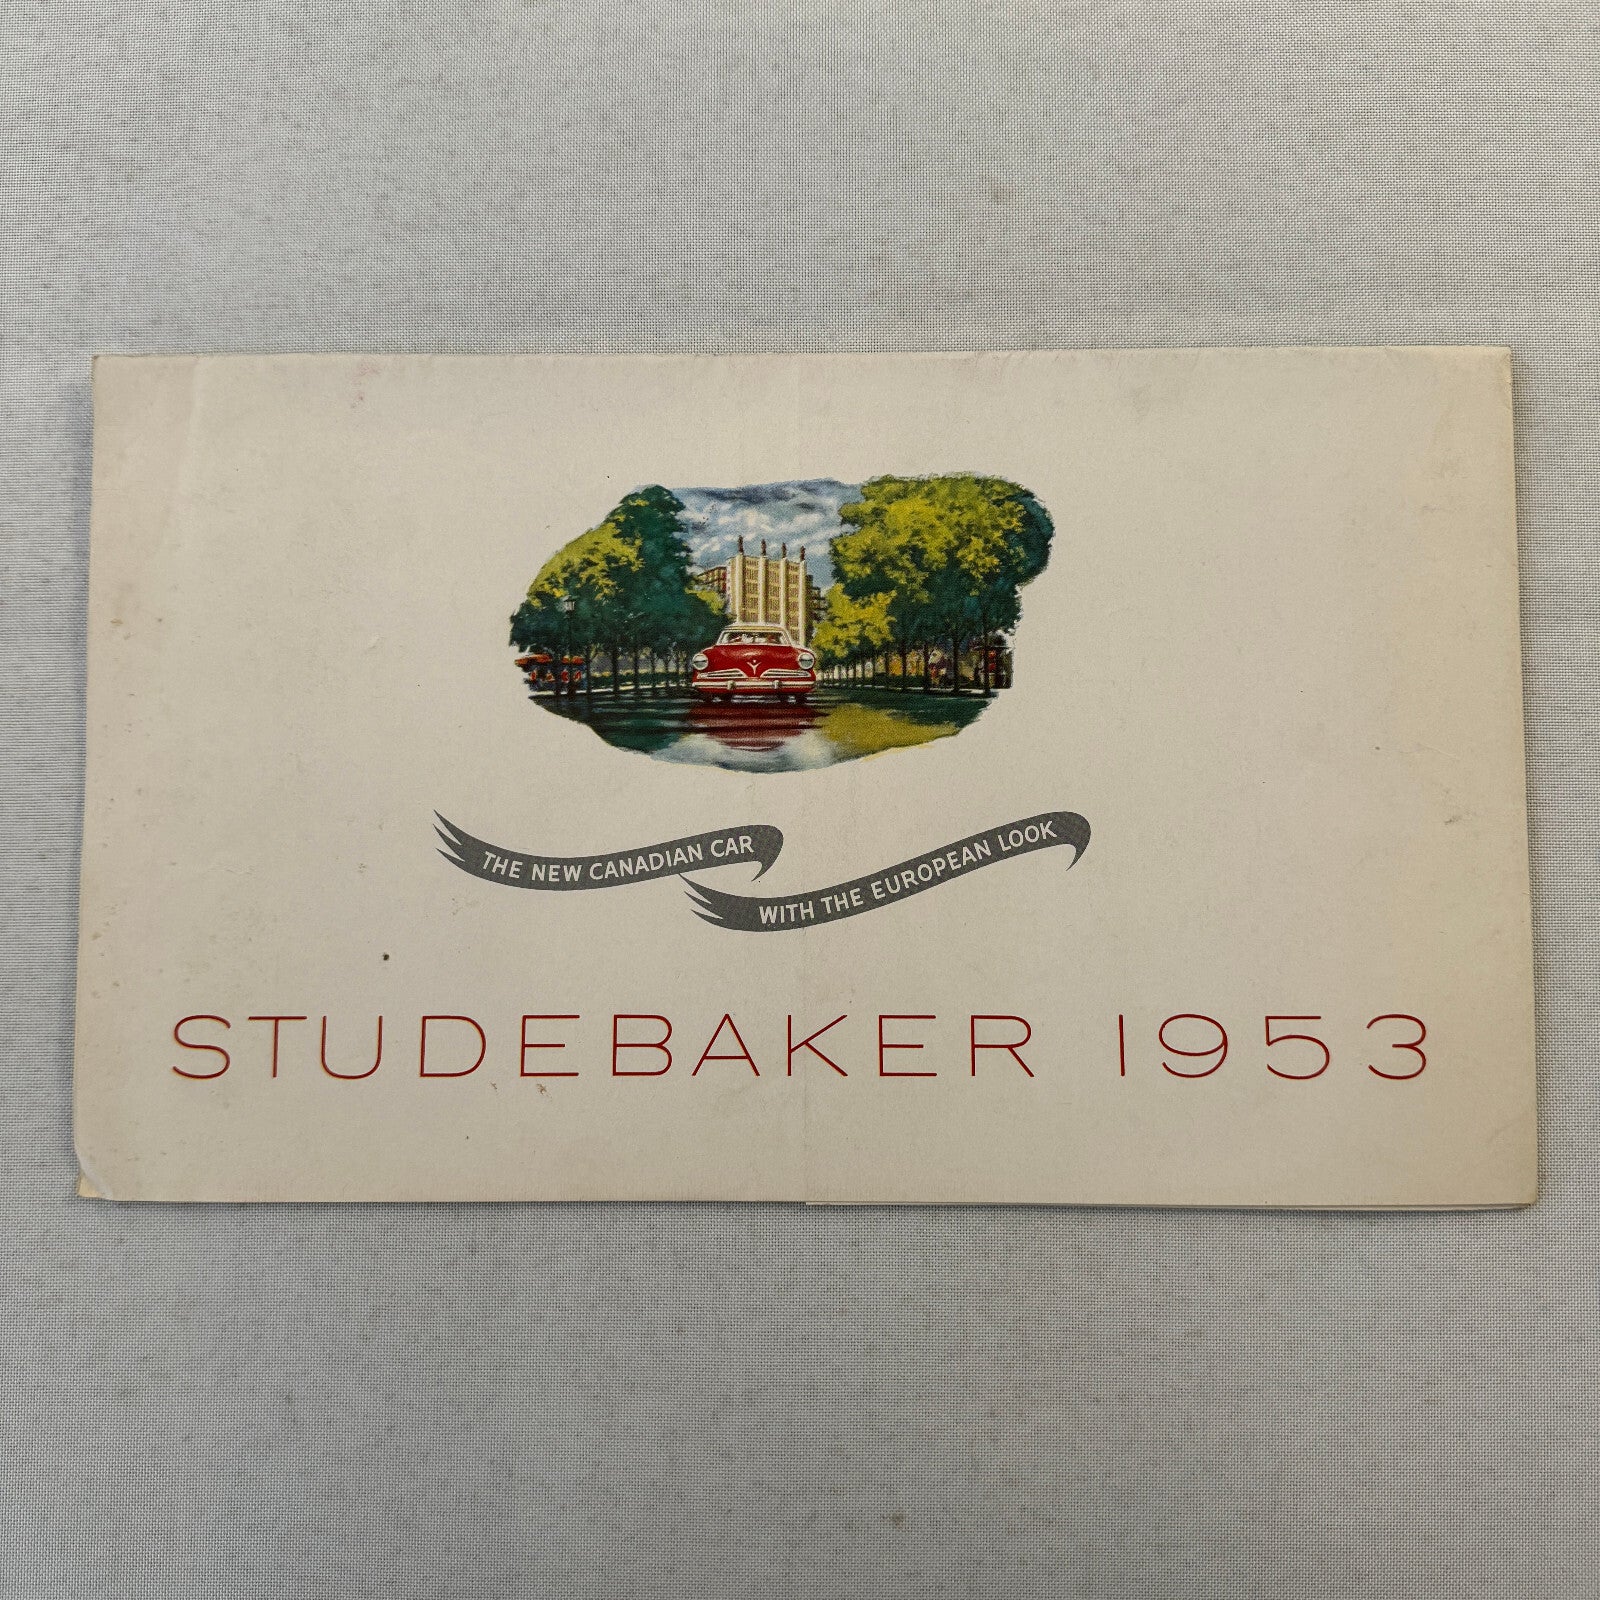 THE NEW CANADIAN CAR
WITH THE EUROPEAN LOOK
STUDEBAKER 1953